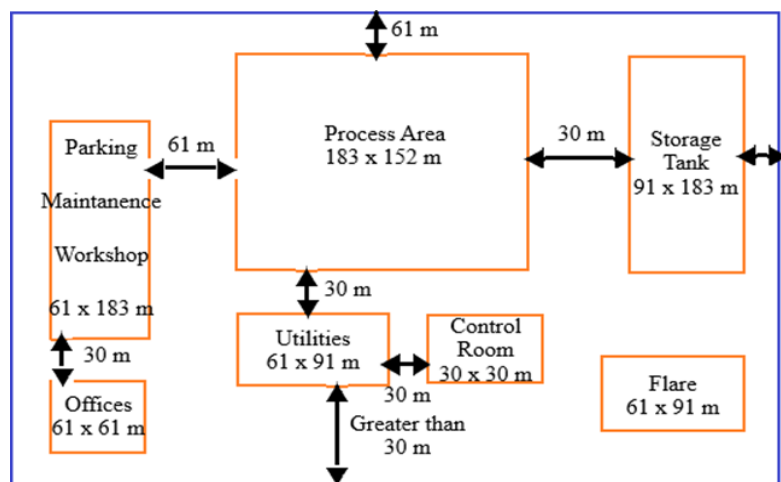 61 m
Process Area
183 x 152 m
Parking
Maintanence
Workshop
61 x 183 m
61 m
30 m
Storage
Tank
91 x 183 m
30 m
Utilities
61 x 91 m
30 m
Control
Room
30 x 30 m
30 m
Offices
61 x 61 m
Greater than
30 m
Flare
61 x 91 m